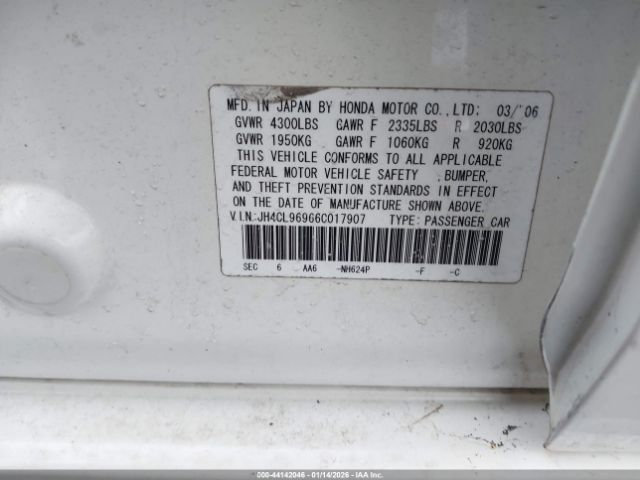 MFD. IN JAPAN BY HONDA MOTOR CO., LTD: 03/'06
GVWR 4300LBS GAWR F 2335LBS R 2030LBS
GVWR 1950KG GAWR F 1060KG R 920KG
THIS VEHICLE CONFORMS TO ALL APPLICABLE
FEDERAL MOTOR VEHICLE SAFETY , BUMPER,
AND THEFT PREVENTION STANDARDS IN EFFECT
ON THE DATE OF MANUFACTURE SHOWN ABOVE.
V.I.N:JH4CL96966C017907 TYPE: PASSENGER CAR
SEC 6 AA6 -NH624P -F -C
000-44142046 - 01/14/2026 - IAA Inc.